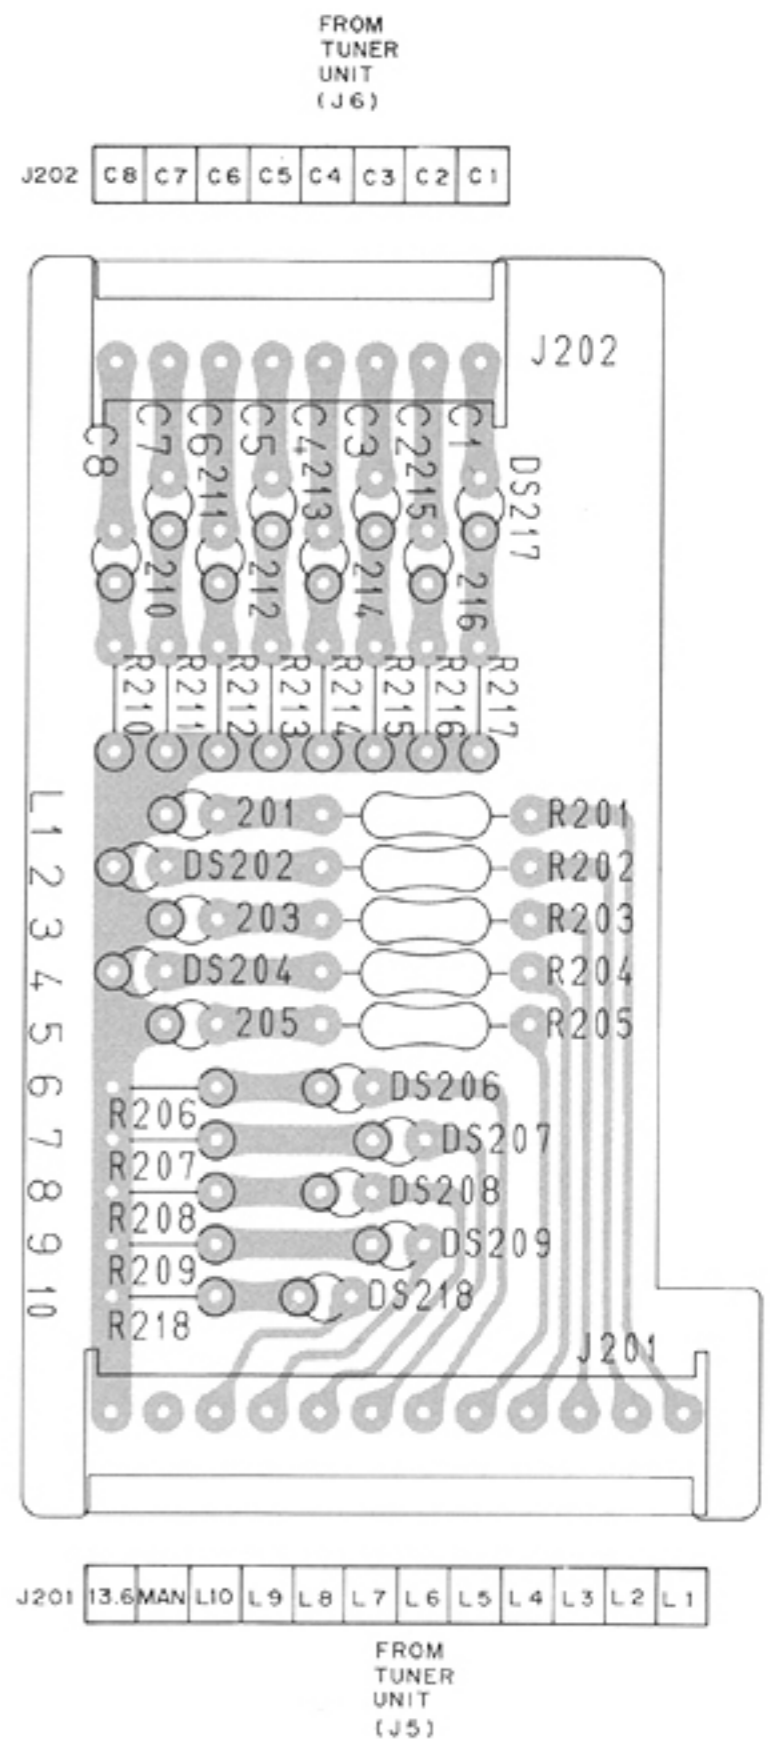 FROM
TUNER
UNIT
(J6)
J202 C8 C7 C6 C5 C4 C3 C2 C1
J202
C8 C7 C6 C5 C4 C3 C2 C1
211 213 215 DS217
210 212 214 216
R210 R211 R212 R213 R214 R215 R216 R217
L1 201 R201
2 DS202 R202
3 203 R203
4 DS204 R204
5 205 R205
6 DS206
R206
7 DS207
R207
8 DS208
R208
9 DS209
R209
10 DS218
R218
J201
J201 13.6 MAN L10 L9 L8 L7 L6 L5 L4 L3 L2 L1
FROM
TUNER
UNIT
(J5)